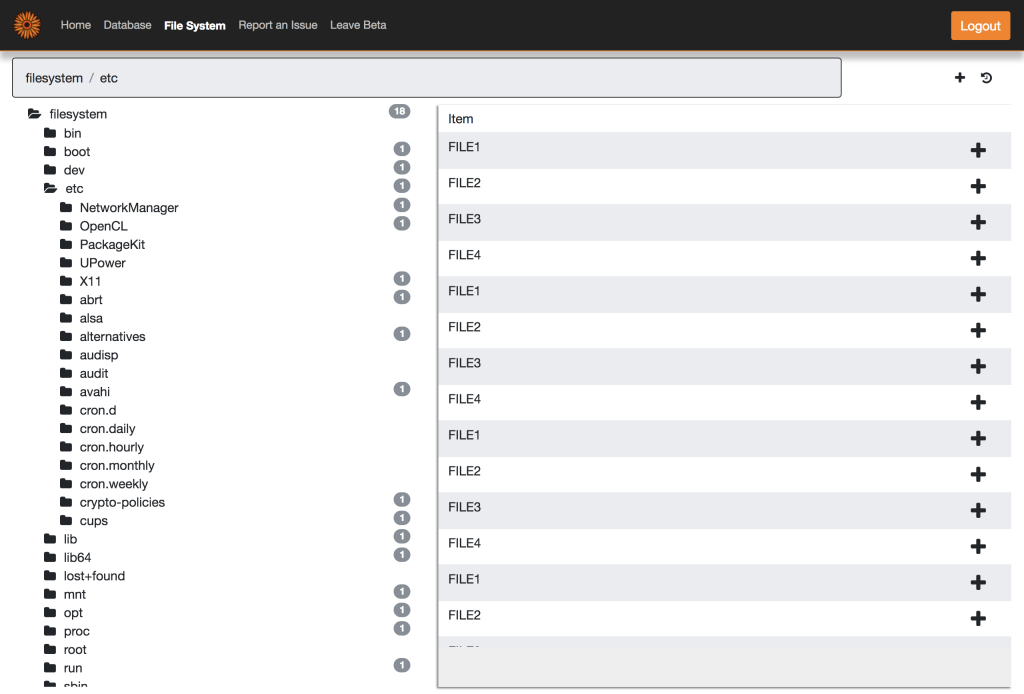 Home Database File System Report an Issue Leave Beta Logout
filesystem / etc
filesystem 18
bin
boot 1
dev 1
etc 1
NetworkManager 1
OpenCL 1
PackageKit
UPower
X11 1
abrt 1
alsa
alternatives 1
audisp
audit
avahi 1
cron.d
cron.daily
cron.hourly
cron.monthly
cron.weekly
crypto-policies 1
cups 1
lib 1
lib64 1
lost+found
mnt 1
opt 1
proc 1
root
run 1
sbin
Item
FILE1
FILE2
FILE3
FILE4
FILE1
FILE2
FILE3
FILE4
FILE1
FILE2
FILE3
FILE4
FILE1
FILE2